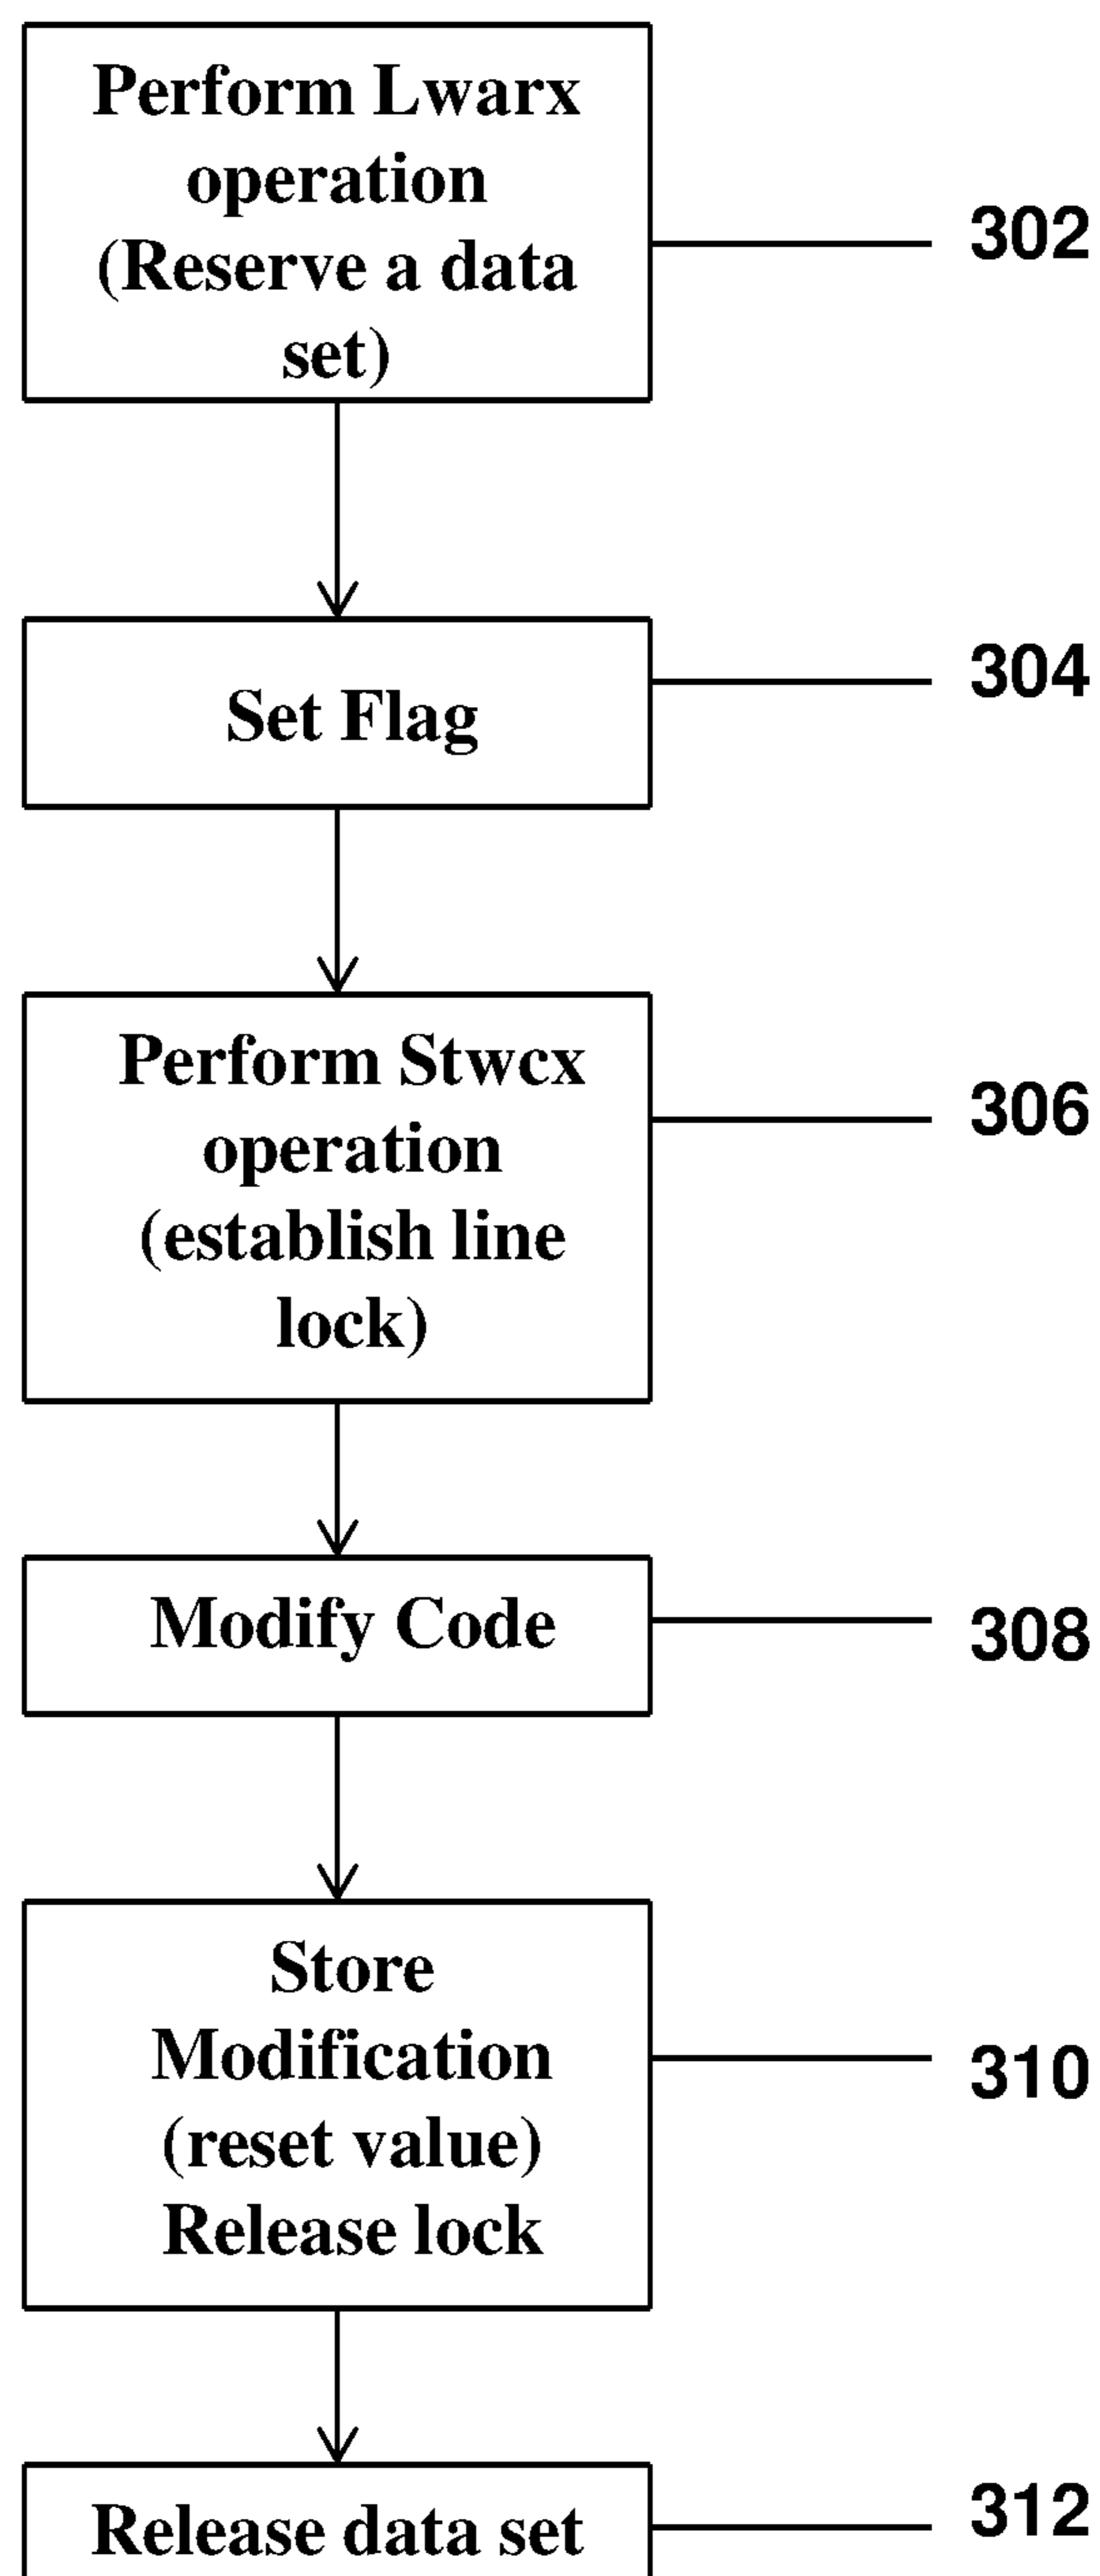 Perform Lwarx
operation
(Reserve a data
set)
302
Set Flag
304
Perform Stwcx
operation
(establish line
lock)
306
Modify Code
308
Store
Modification
(reset value)
Release lock
310
Release data set
312